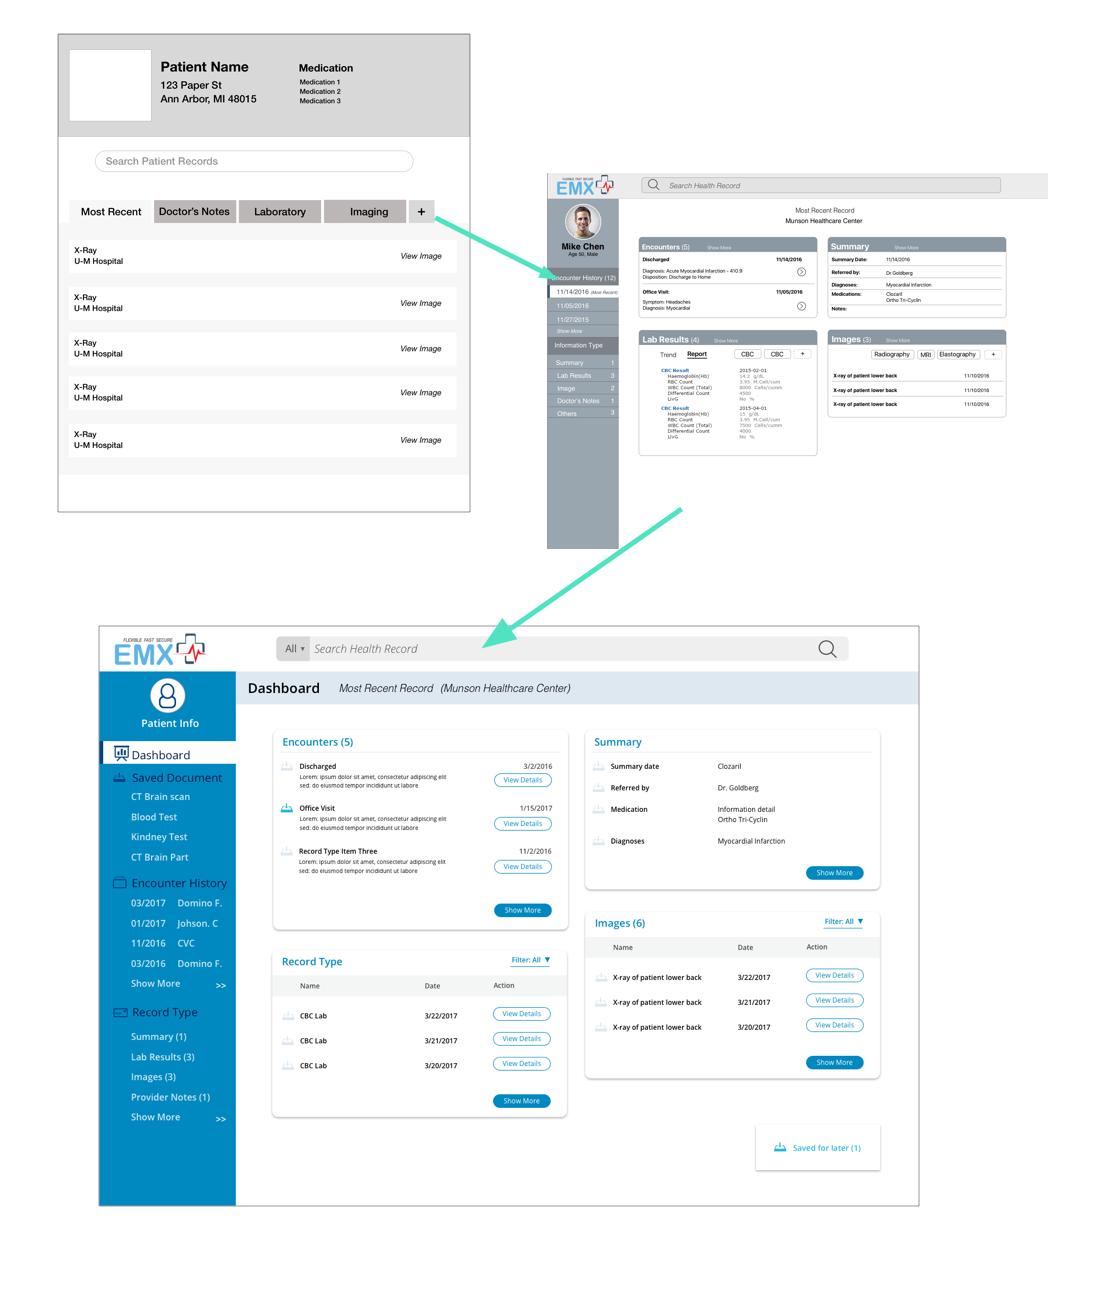 Patient Name
123 Paper St
Ann Arbor, MI 48015
Medication
Medication 1
Medication 2
Medication 3
Search Patient Records
Most Recent
Doctor's Notes
Laboratory
Imaging
+
X-Ray
U-M Hospital
View Image
X-Ray
U-M Hospital
View Image
X-Ray
U-M Hospital
View Image
X-Ray
U-M Hospital
View Image
X-Ray
U-M Hospital
View Image
FLEXIBLE FAST SECURE
EMX
Search Health Record
Mike Chen
Age 50, Male
Encounter History (12)
11/14/2016 (Most Recent)
11/05/2016
11/27/2015
Show More
Information Type
Summary 1
Lab Results 3
Image 2
Doctor's Notes 1
Others 3
Most Recent Record
Munson Healthcare Center
Encounters (5) Show More
Discharged 11/14/2016
Diagnosis: Acute Myocardial Infarction - 410.9
Disposition: Discharge to Home
Office Visit: 11/05/2016
Symptom: Headaches
Diagnosis: Myocardial
Summary Show More
Summary Date: 11/14/2016
Referred by: Dr Goldberg
Diagnoses: Myocardial Infarction
Medications: Clozaril
Ortho Tri-Cyclin
Notes:
Lab Results (4) Show More
Trend Report CBC CBC +
CBC Result 2015-02-01
Haemoglobin(Hb) 14.2 g/dL
RBC Count 3.95 M.Cell/cum
WBC Count (Total) 8000 Cells/cumm
Differential Count 4500
LivG No %
CBC Result 2015-04-01
Haemoglobin(Hb) 15 g/dL
RBC Count 3.95 M.Cell/cum
WBC Count (Total) 7500 Cells/cumm
Differential Count 4000
LivG No %
Images (3) Show More
Radiography MRI Elastography +
X-ray of patient lower back 11/10/2016
X-ray of patient lower back 11/10/2016
X-ray of patient lower back 11/10/2016
FLEXIBLE FAST SECURE
EMX
All ▾ Search Health Record
Patient Info
Dashboard
Saved Document
CT Brain scan
Blood Test
Kindney Test
CT Brain Part
Encounter History
03/2017 Domino F.
01/2017 Johson. C
11/2016 CVC
03/2016 Domino F.
Show More >>
Record Type
Summary (1)
Lab Results (3)
Images (3)
Provider Notes (1)
Show More >>
Dashboard Most Recent Record (Munson Healthcare Center)
Encounters (5)
Discharged 3/2/2016
Lorem: ipsum dolor sit amet, consectetur adipiscing elit
sed: do eiusmod tempor incididunt ut labore
View Details
Office Visit 1/15/2017
Lorem: ipsum dolor sit amet, consectetur adipiscing elit
sed: do eiusmod tempor incididunt ut labore
View Details
Record Type Item Three 11/2/2016
Lorem: ipsum dolor sit amet, consectetur adipiscing elit
sed: do eiusmod tempor incididunt ut labore
View Details
Show More
Summary
Summary date Clozaril
Referred by Dr. Goldberg
Medication Information detail
Ortho Tri-Cyclin
Diagnoses Myocardial Infarction
Show More
Record Type Filter: All ▼
Name Date Action
CBC Lab 3/22/2017 View Details
CBC Lab 3/21/2017 View Details
CBC Lab 3/20/2017 View Details
Show More
Images (6) Filter: All ▼
Name Date Action
X-ray of patient lower back 3/22/2017 View Details
X-ray of patient lower back 3/21/2017 View Details
X-ray of patient lower back 3/20/2017 View Details
Show More
Saved for later (1)